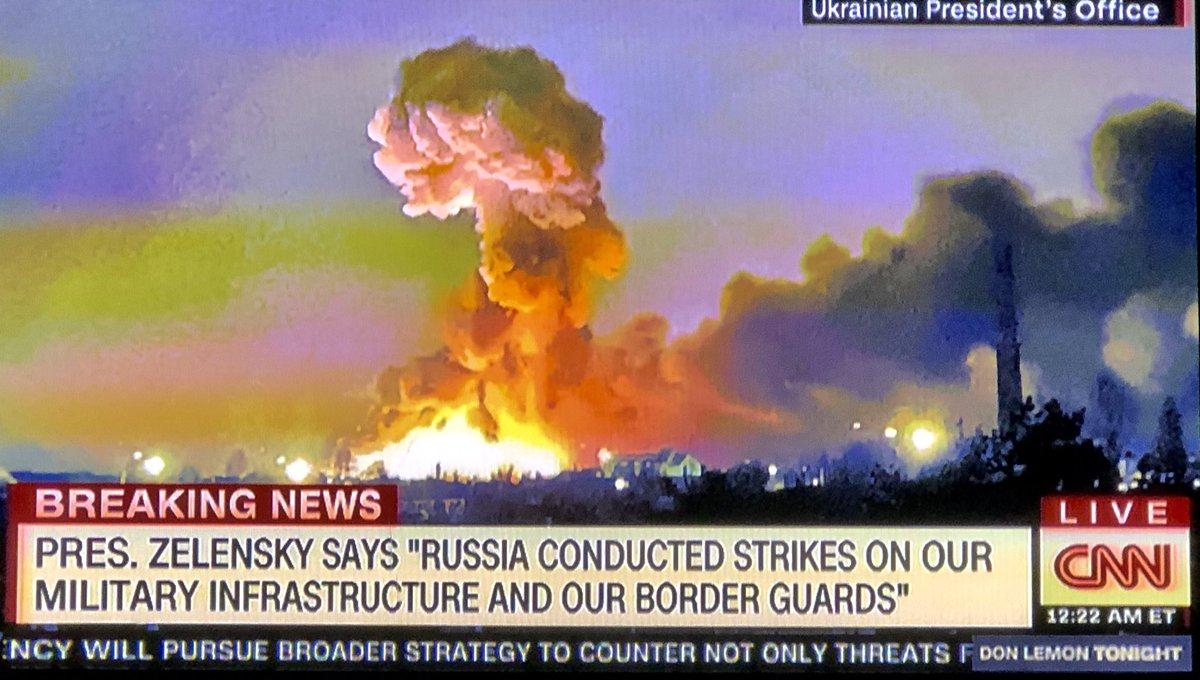 Ukrainian President's Office
BREAKING NEWS
PRES. ZELENSKY SAYS "RUSSIA CONDUCTED STRIKES ON OUR
MILITARY INFRASTRUCTURE AND OUR BORDER GUARDS"
LIVE
CNN
12:22 AM ET
ENCY WILL PURSUE BROADER STRATEGY TO COUNTER NOT ONLY THREATS F
DON LEMON TONIGHT